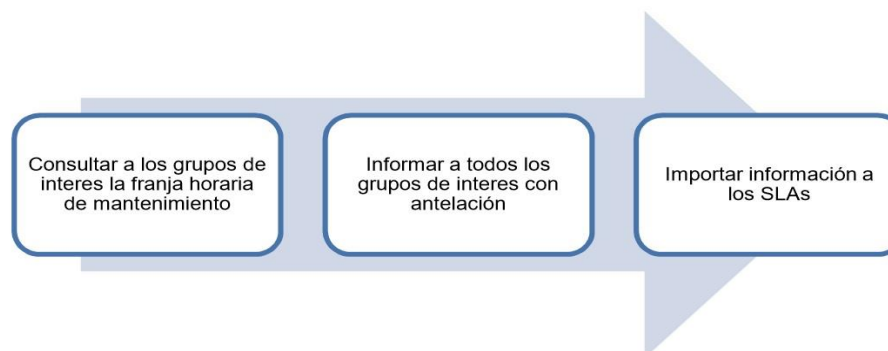 Consultar a los grupos de
interes la franja horaria
de mantenimiento
Informar a todos los
grupos de interes con
antelación
Importar información a
los SLAs